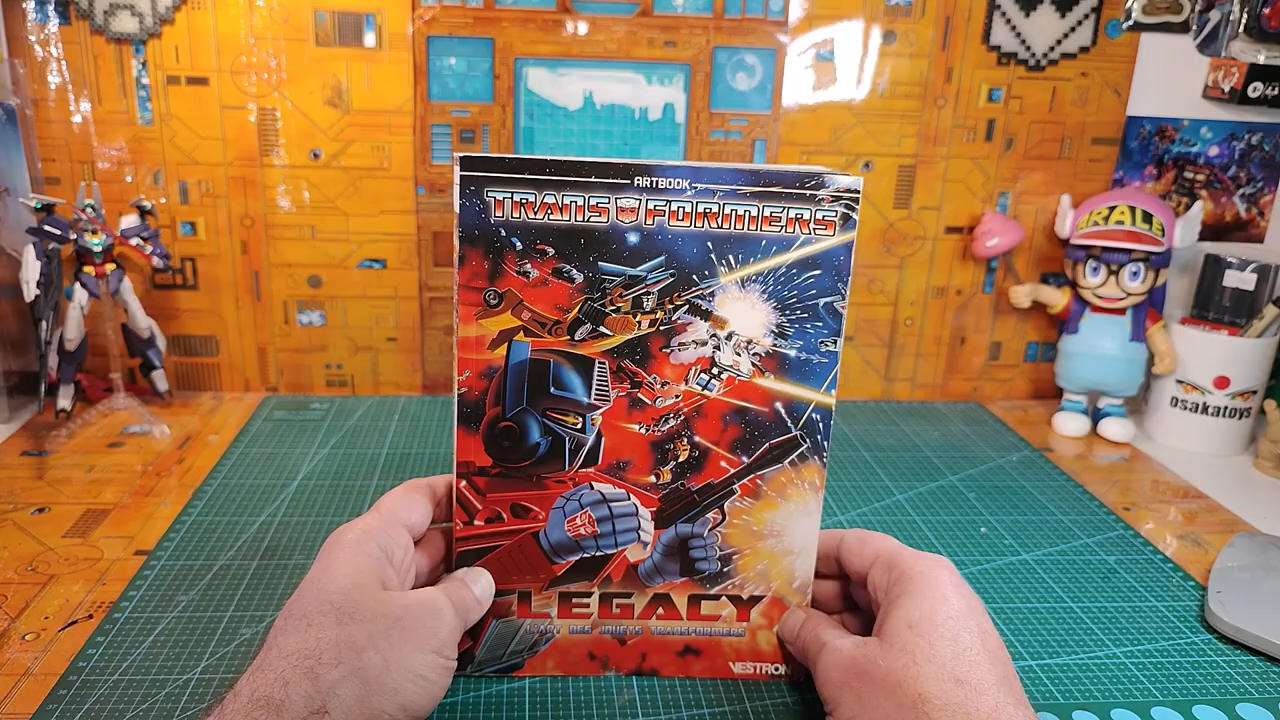 ARTBOOK
TRANSFORMERS
LEGACY
L'ART DES JOUETS TRANSFORMERS
VESTRON
ARALE
osakatoys